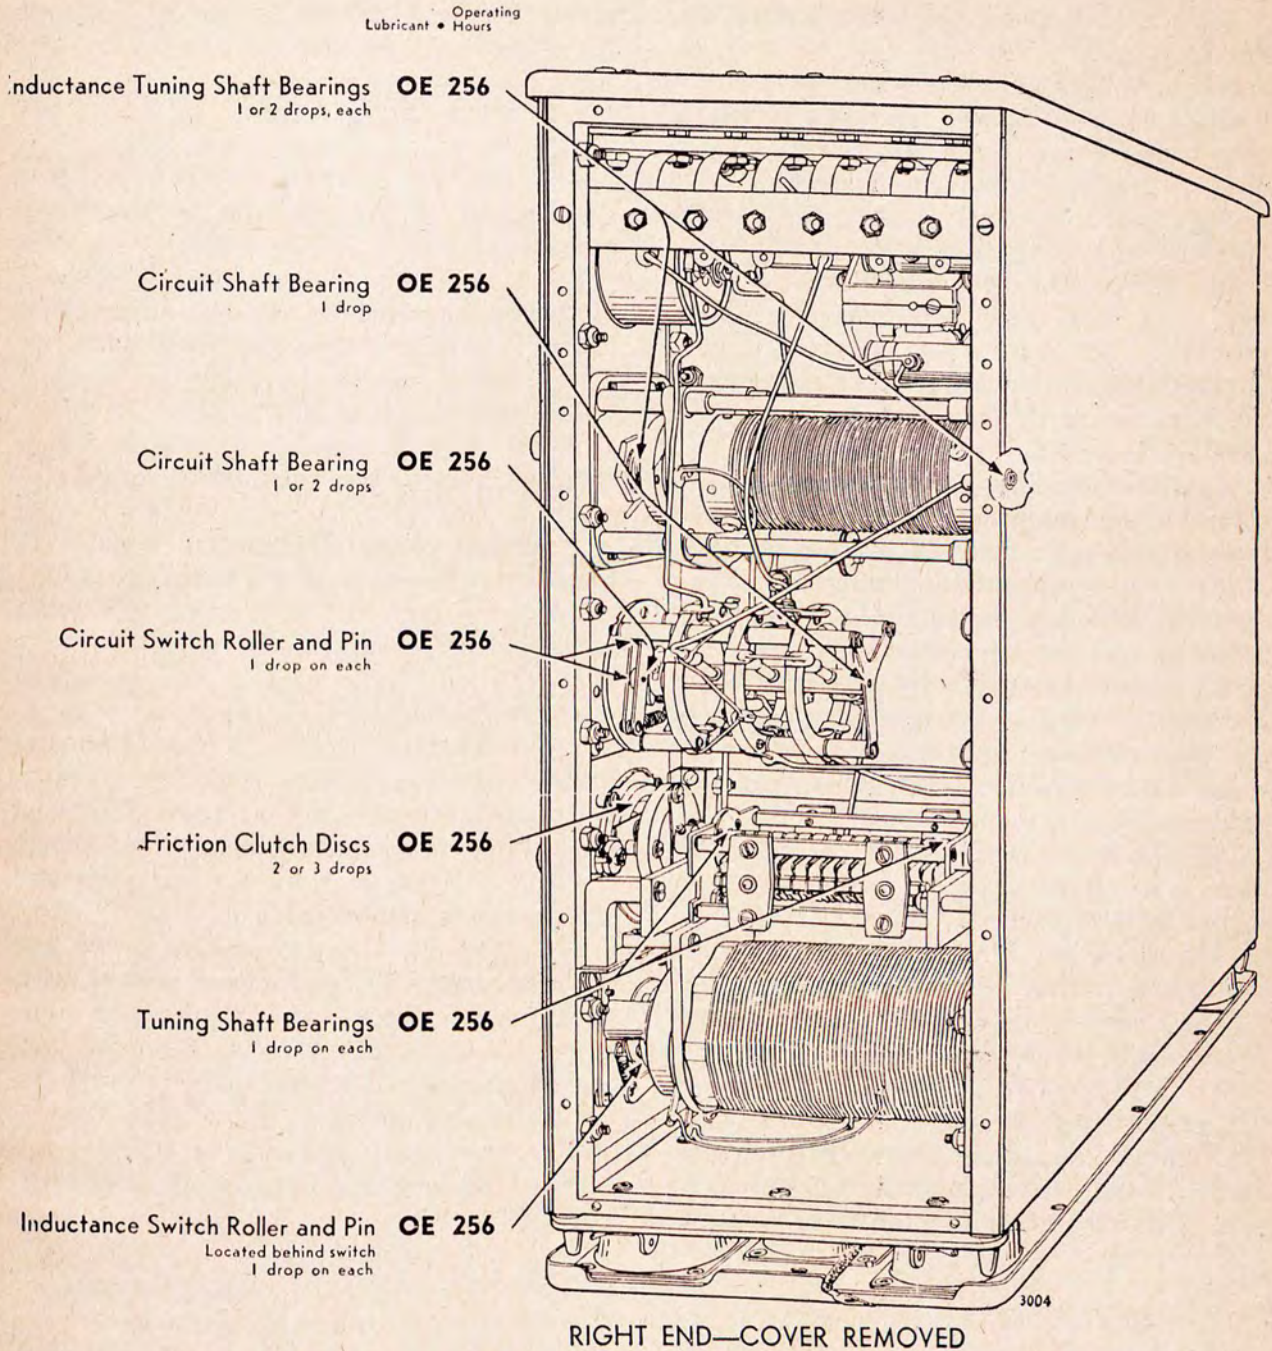 Operating
Lubricant • Hours
Inductance Tuning Shaft Bearings OE 256
1 or 2 drops, each
Circuit Shaft Bearing OE 256
1 drop
Circuit Shaft Bearing OE 256
1 or 2 drops
Circuit Switch Roller and Pin OE 256
1 drop on each
Friction Clutch Discs OE 256
2 or 3 drops
Tuning Shaft Bearings OE 256
1 drop on each
Inductance Switch Roller and Pin OE 256
Located behind switch
1 drop on each
3004
RIGHT END—COVER REMOVED